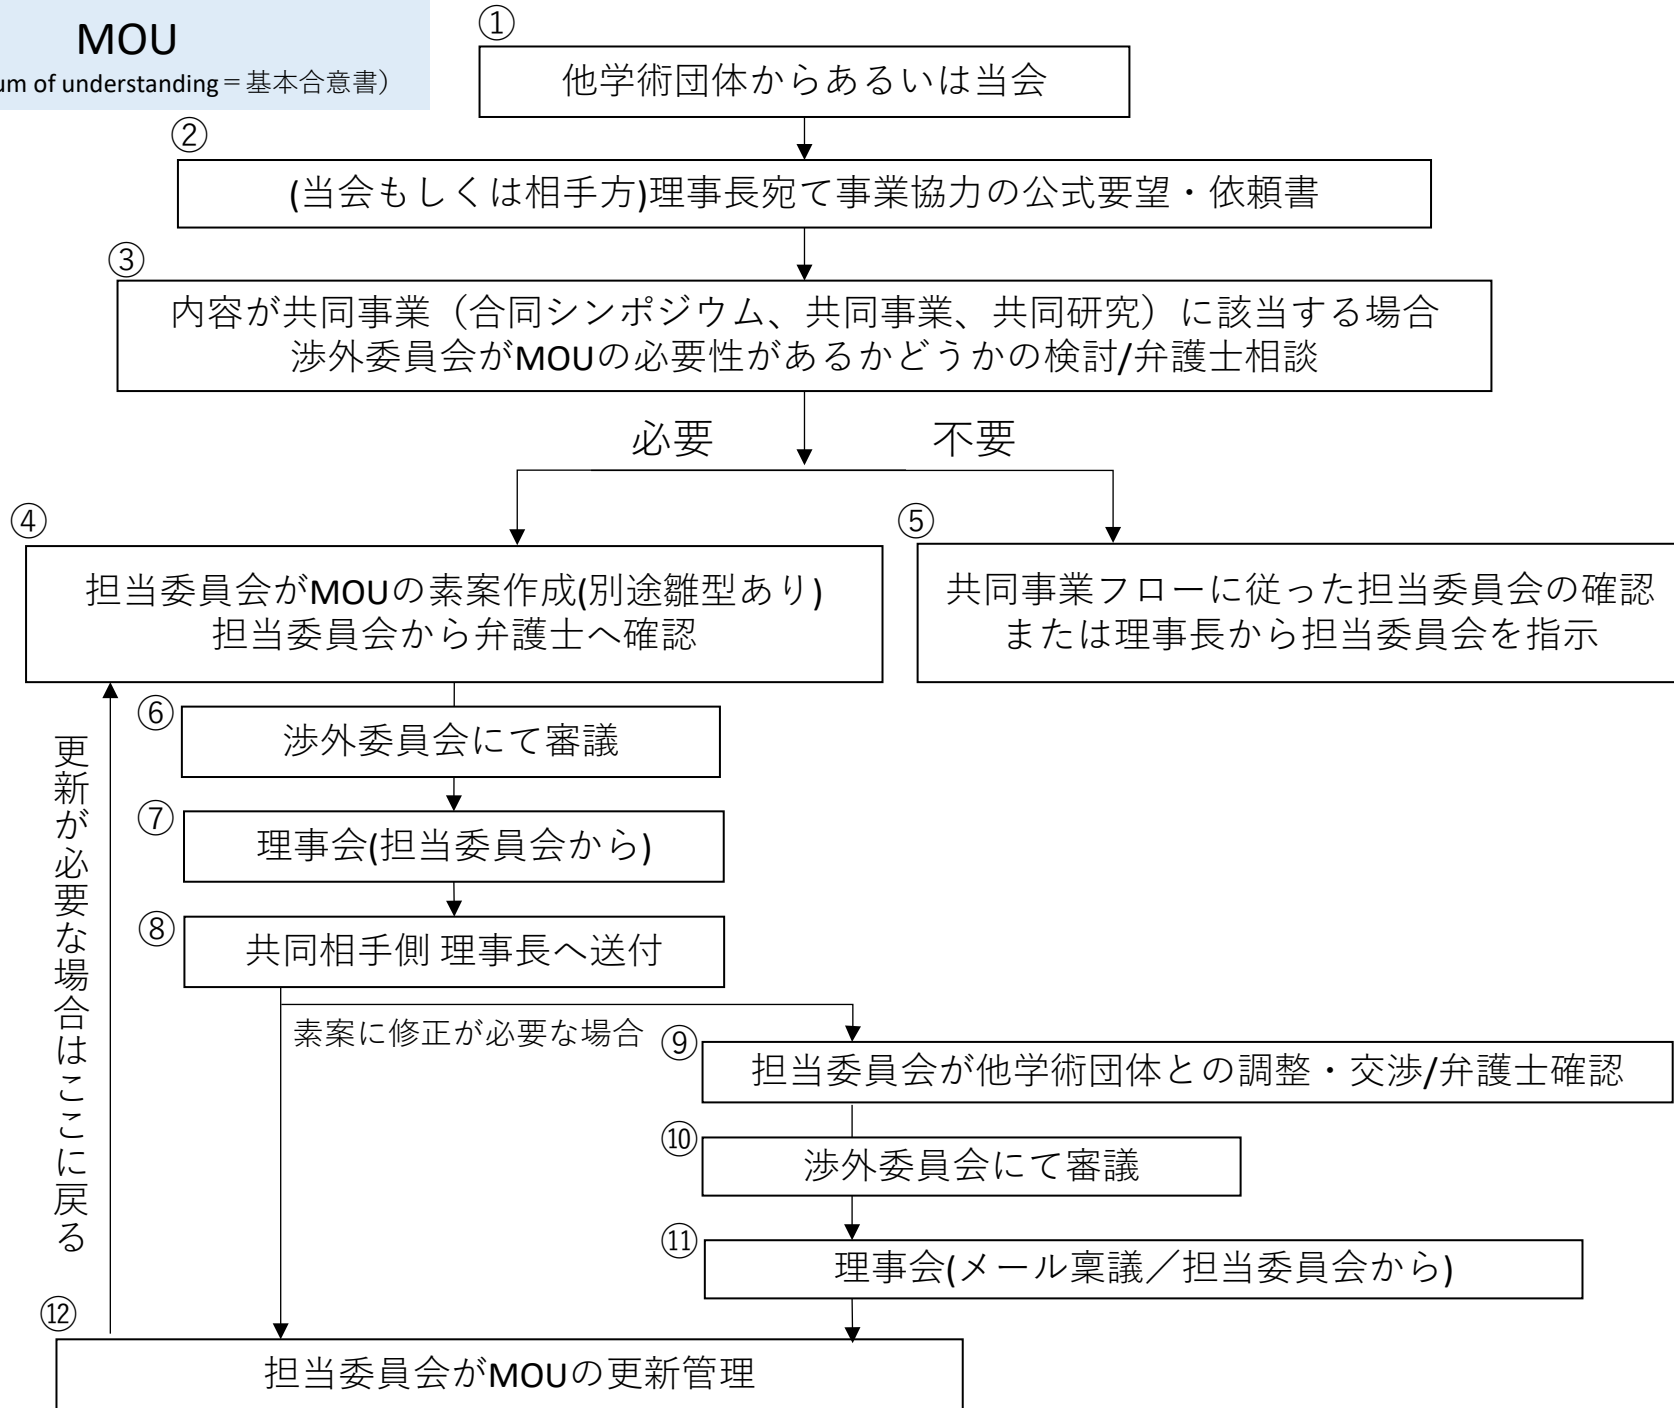 MOU
um of understanding＝基本合意書）
①
他学術団体からあるいは当会
②
(当会もしくは相手方)理事長宛て事業協力の公式要望・依頼書
③
内容が共同事業（合同シンポジウム、共同事業、共同研究）に該当する場合
渉外委員会がMOUの必要性があるかどうかの検討/弁護士相談
必要
不要
④
担当委員会がMOUの素案作成(別途雛型あり)
担当委員会から弁護士へ確認
⑤
共同事業フローに従った担当委員会の確認
または理事長から担当委員会を指示
⑥
渉外委員会にて審議
⑦
理事会(担当委員会から)
⑧
共同相手側 理事長へ送付
素案に修正が必要な場合
⑨
担当委員会が他学術団体との調整・交渉/弁護士確認
⑩
渉外委員会にて審議
⑪
理事会(メール稟議／担当委員会から)
更新が必要な場合はここに戻る
⑫
担当委員会がMOUの更新管理